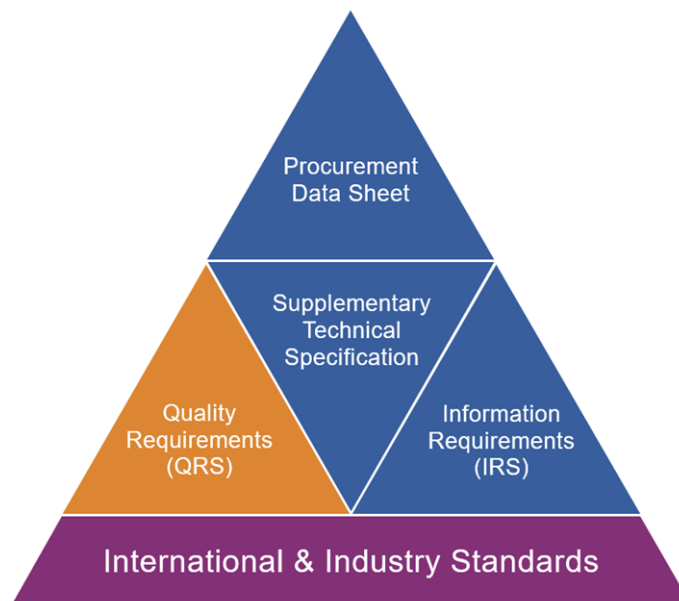 Procurement
Data Sheet
Supplementary
Technical
Specification
Quality
Requirements
(QRS)
Information
Requirements
(IRS)
International & Industry Standards